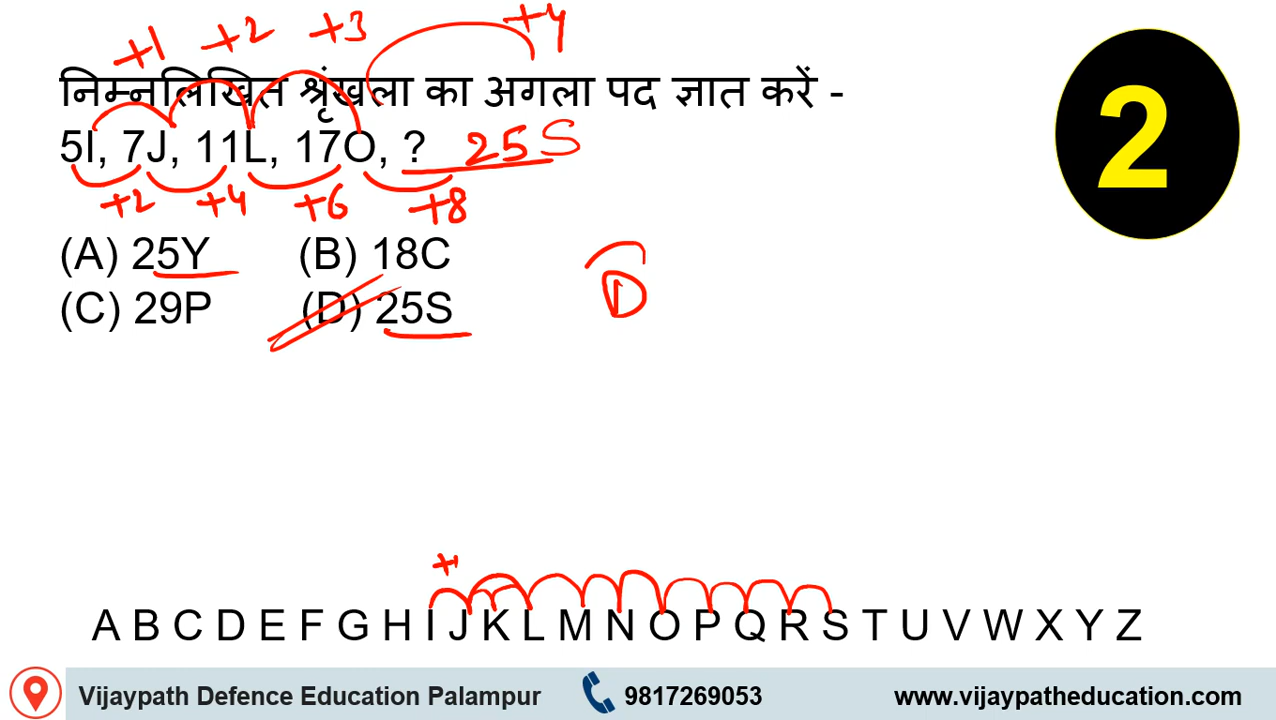 +1 +2 +3 +4
निम्नलिखित श्रृंखला का अगला पद ज्ञात करें -
5I, 7J, 11L, 17O, ? 25S
+2 +4 +6 +8
(A) 25Y (B) 18C
(C) 29P (D) 25S
D
2
+1
A B C D E F G H I J K L M N O P Q R S T U V W X Y Z
Vijaypath Defence Education Palampur 9817269053 www.vijaypatheducation.com